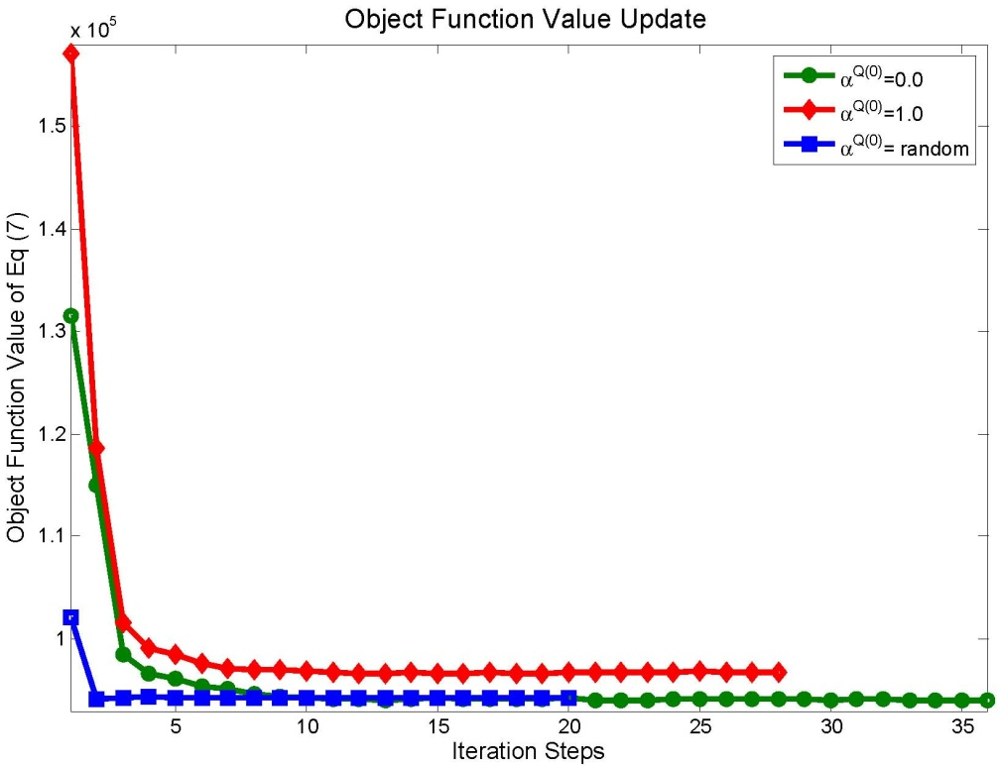 Object Function Value Update
x 10^5
α^Q(0)=0.0
α^Q(0)=1.0
α^Q(0)= random
Object Function Value of Eq (7)
1.5
1.4
1.3
1.2
1.1
1
5 10 15 20 25 30 35
Iteration Steps